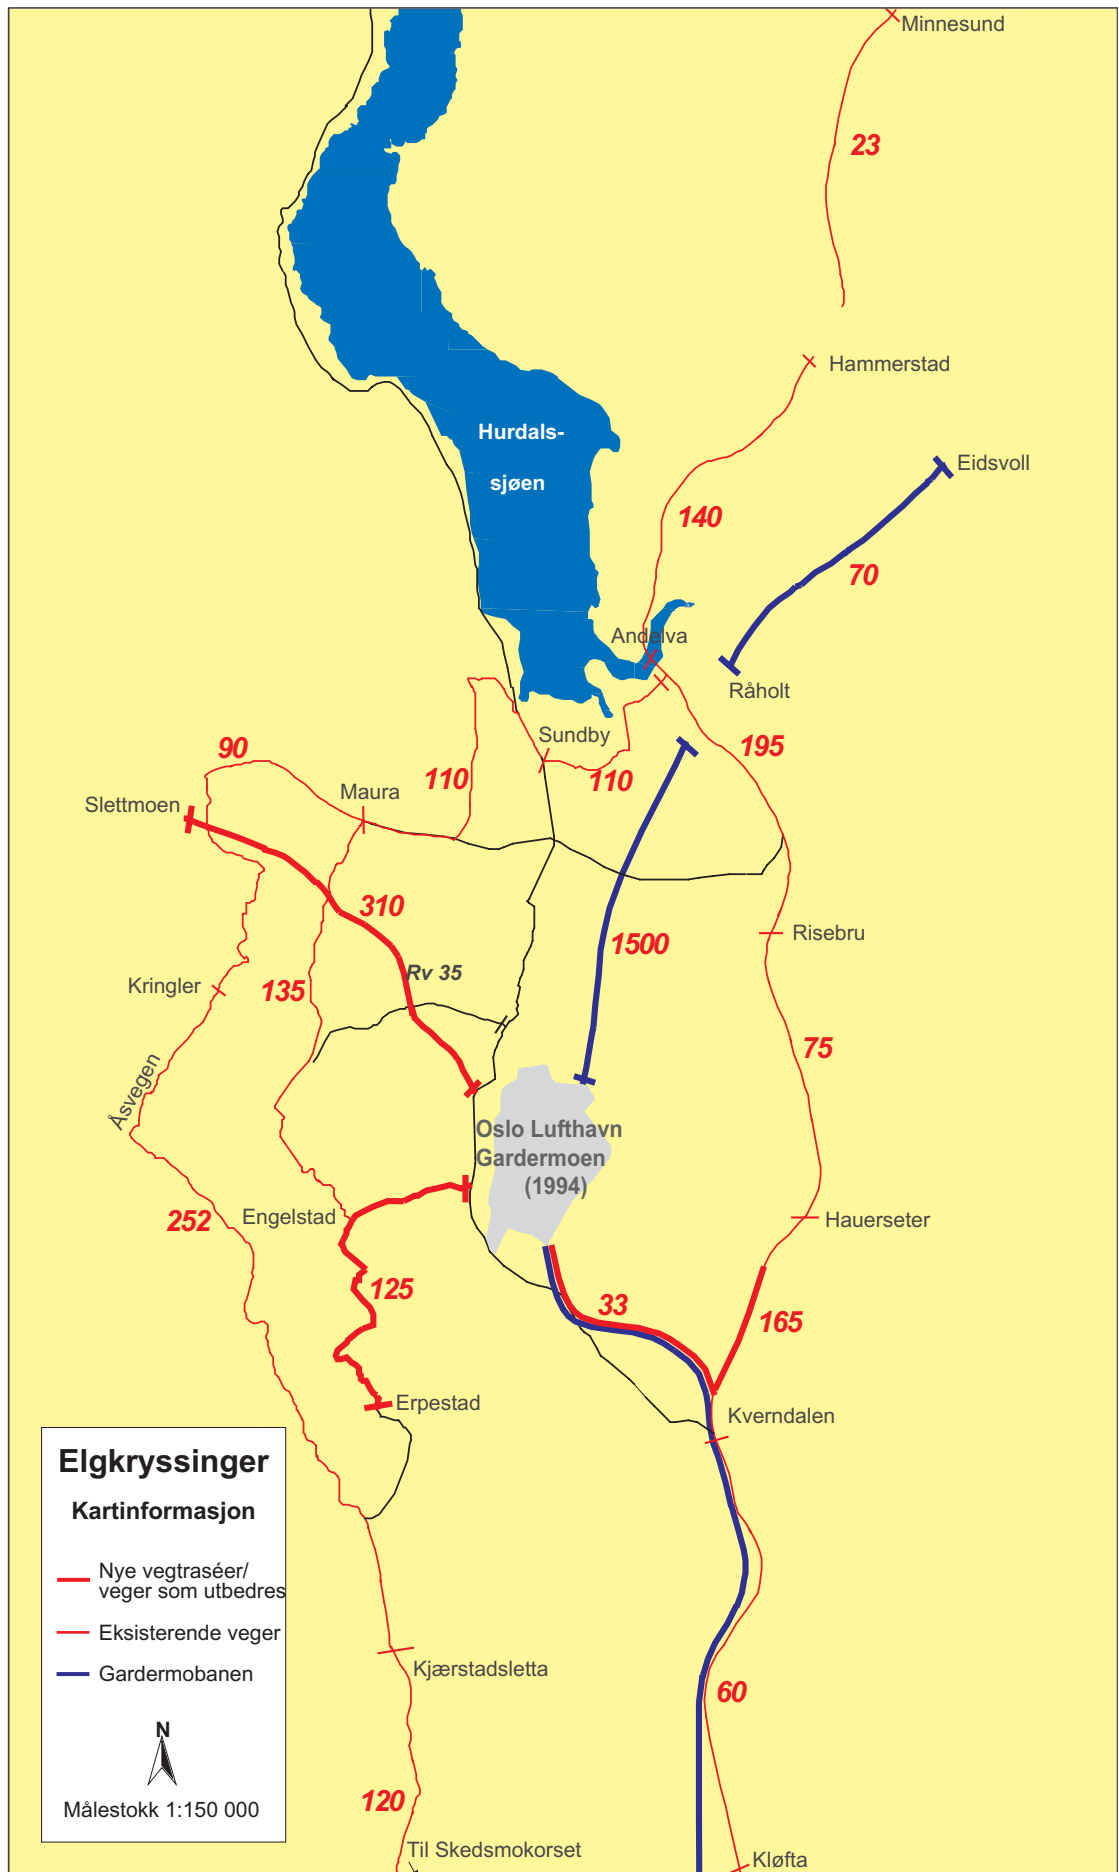 Minnesund
23
Hammerstad
Hurdals-
sjøen
Eidsvoll
140
70
Andelva
Råholt
Sundby
195
90
110
110
Slettmoen
Maura
310
1500
Risebru
Rv 35
Kringler
135
75
Åsvegen
Oslo Lufthavn
Gardermoen
(1994)
252
Engelstad
Hauerseter
125
33
165
Erpestad
Kverndalen
Elgkryssinger
Kartinformasjon
Nye vegtraséer/
veger som utbedres
Eksisterende veger
Gardermobanen
Kjærstadsletta
60
N
Målestokk 1:150 000
120
Til Skedsmokorset
Kløfta